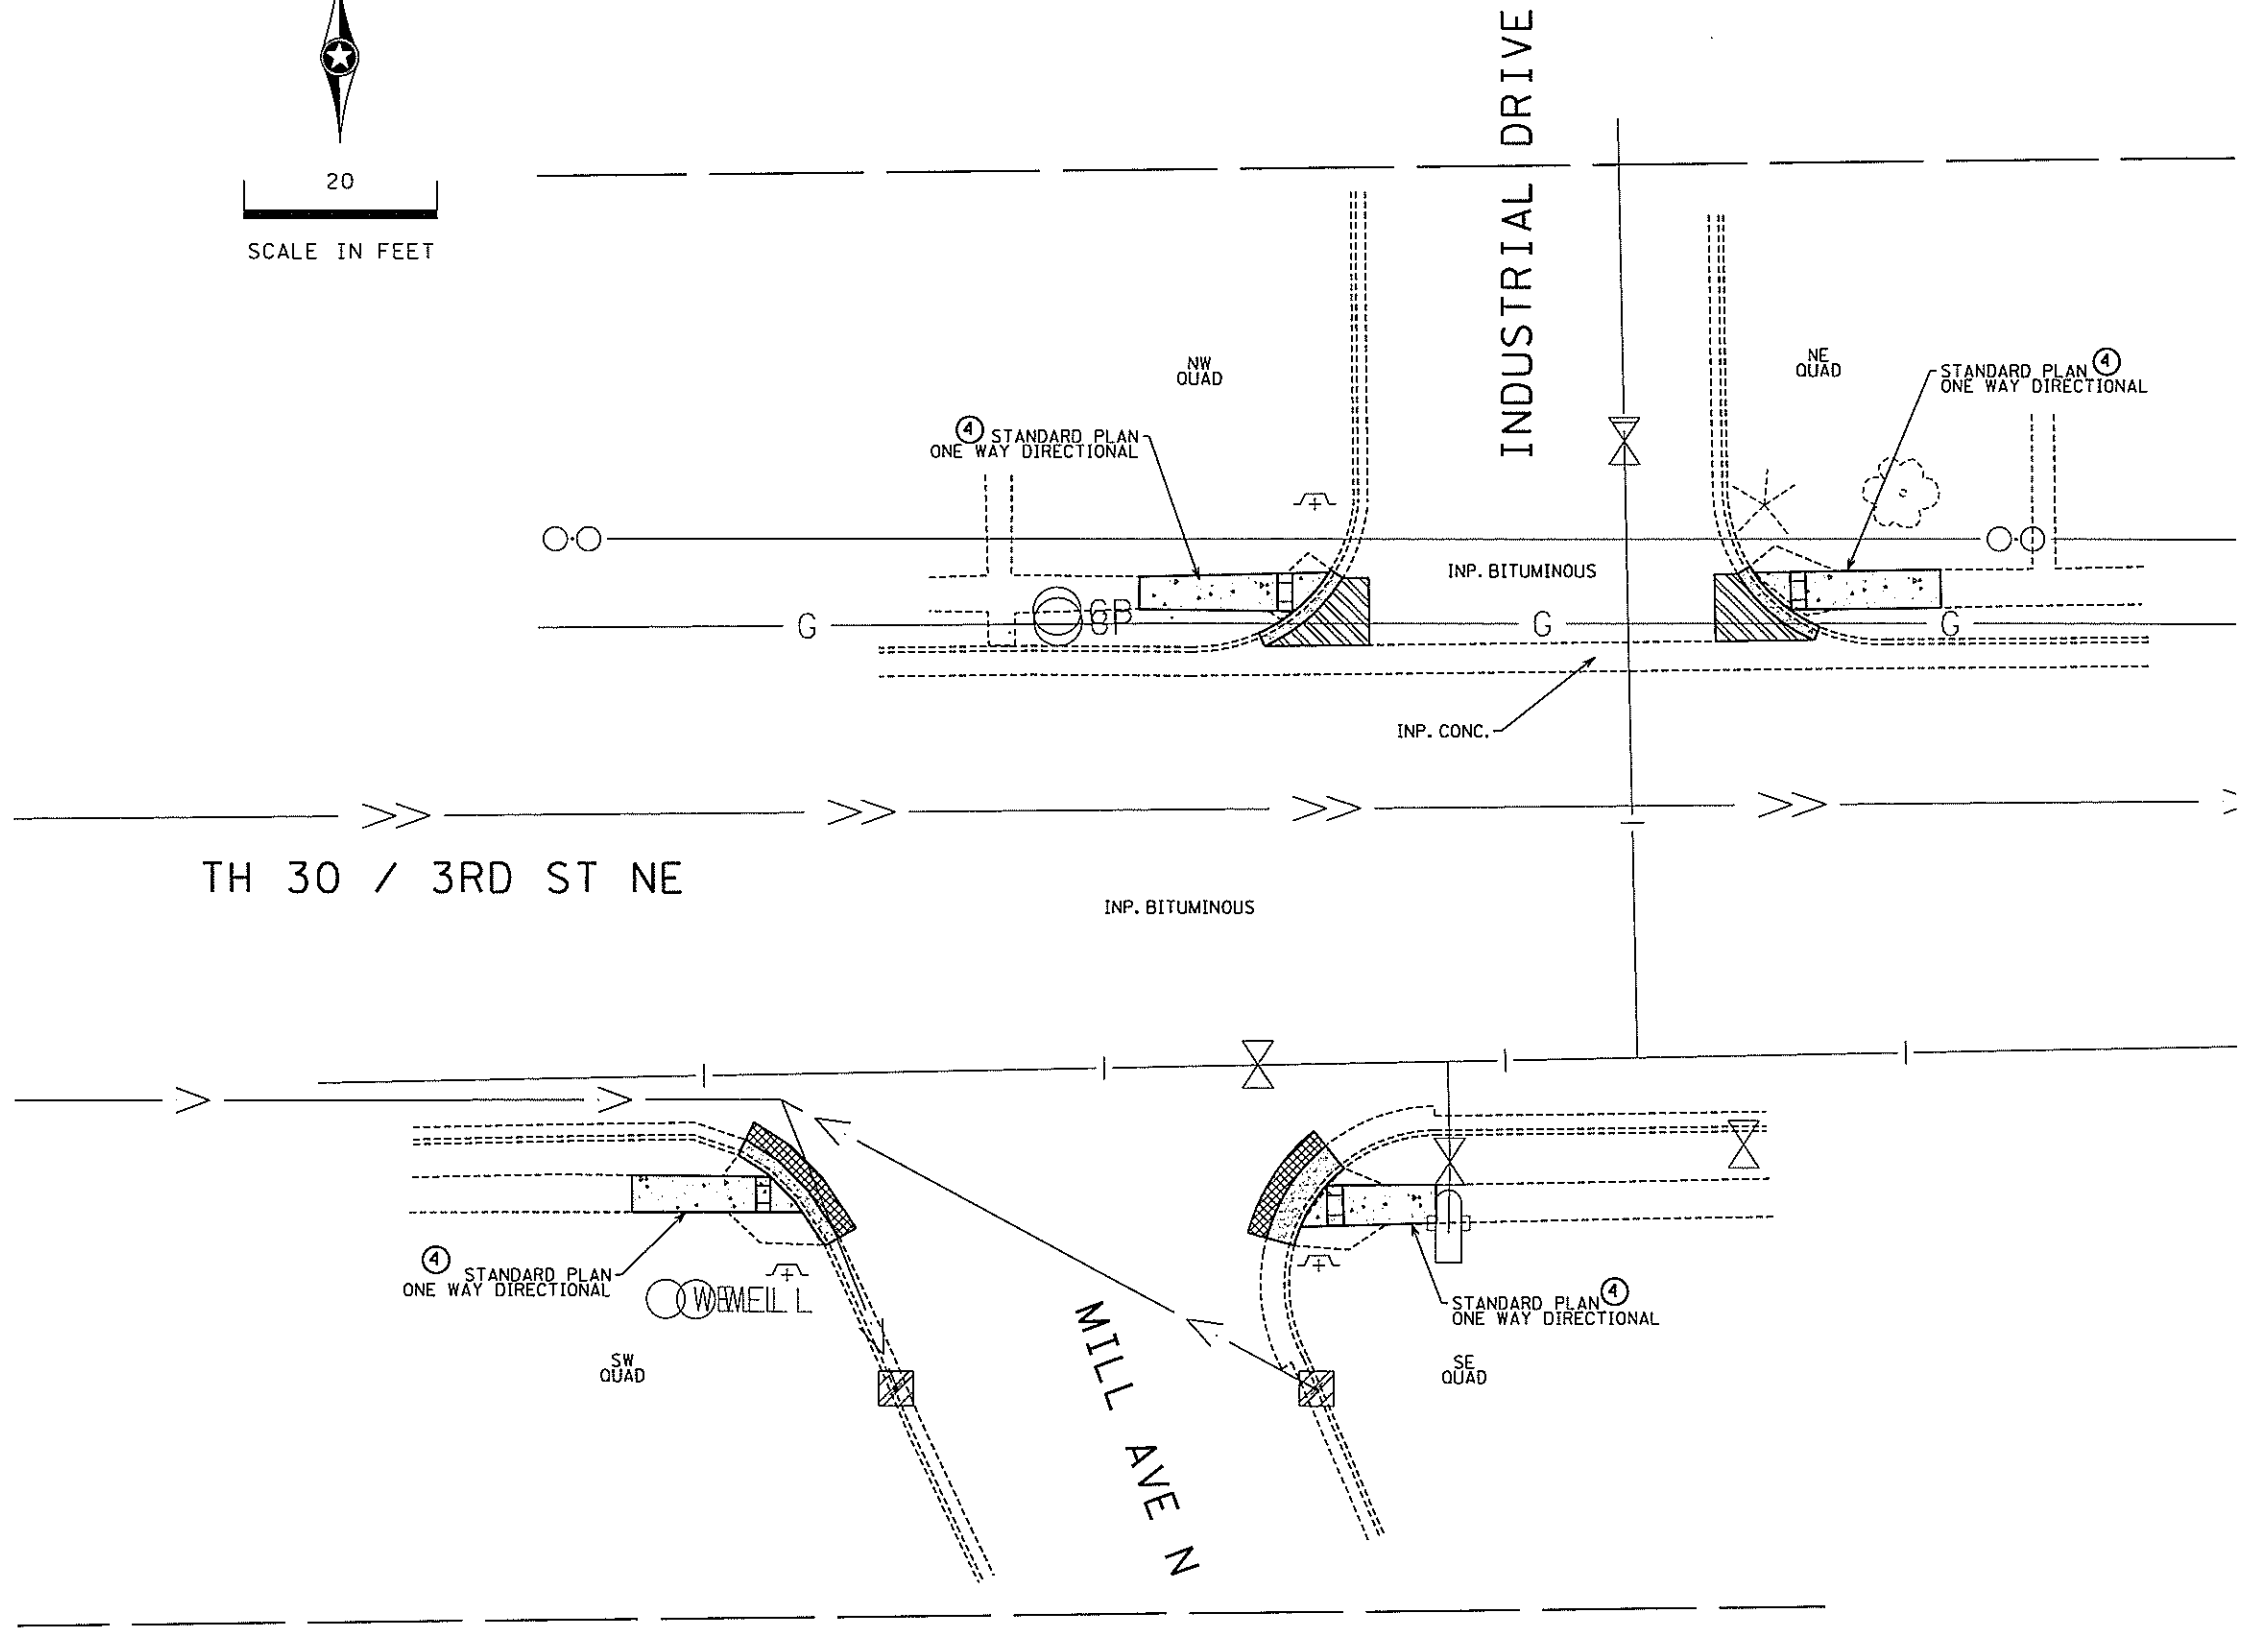 20
SCALE IN FEET
INDUSTRIAL DRIVE
NW
QUAD
NE
QUAD
STANDARD PLAN 4
ONE WAY DIRECTIONAL
4 STANDARD PLAN
ONE WAY DIRECTIONAL
INP. BITUMINOUS
G
G
G
INP. CONC.
TH 30 / 3RD ST NE
INP. BITUMINOUS
4 STANDARD PLAN
ONE WAY DIRECTIONAL
STANDARD PLAN 4
ONE WAY DIRECTIONAL
SW
QUAD
SE
QUAD
MILL AVE N